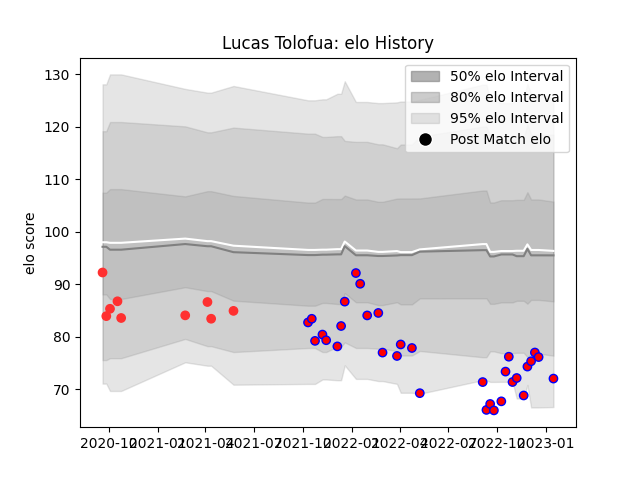 Lucas Tolofua: elo History
elo score
130
120
110
100
90
80
70
50% elo Interval
80% elo Interval
95% elo Interval
Post Match elo
2020-10 2021-01 2021-04 2021-07 2021-10 2022-01 2022-04 2022-07 2022-10 2023-01